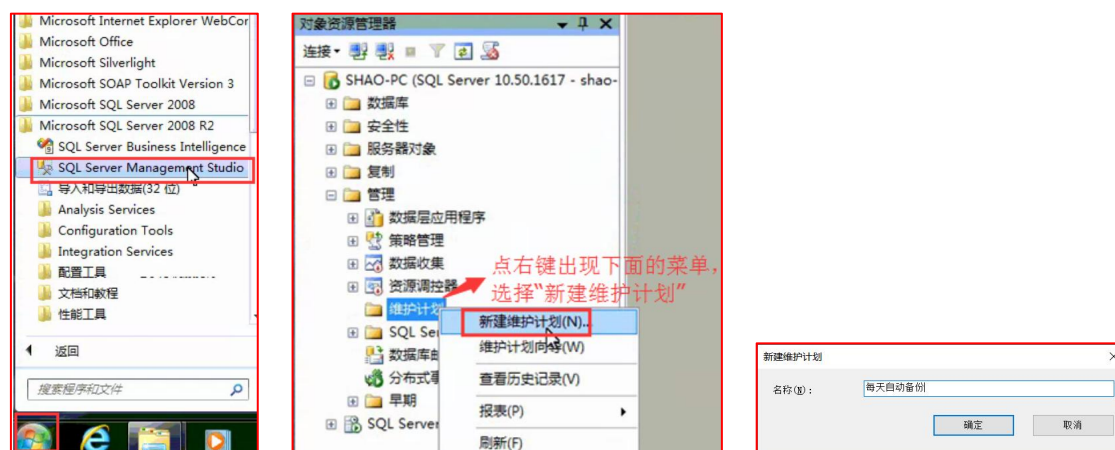 Microsoft Internet Explorer WebCor
Microsoft Office
Microsoft Silverlight
Microsoft SOAP Toolkit Version 3
Microsoft SQL Server 2008
Microsoft SQL Server 2008 R2
SQL Server Business Intelligence
SQL Server Management Studio
导入和导出数据(32 位)
Analysis Services
Configuration Tools
Integration Services
配置工具
文档和教程
性能工具
返回
搜索程序和文件
对象资源管理器
连接
SHAO-PC (SQL Server 10.50.1617 - shao-
数据库
安全性
服务器对象
复制
管理
数据层应用程序
策略管理
数据收集
资源调控器
维护计划
SQL Ser
数据库邮
分布式事
早期
SQL Server
点右键出现下面的菜单,
选择“新建维护计划”
新建维护计划(N)...
维护计划向导(W)
查看历史记录(V)
报表(P)
刷新(F)
新建维护计划
名称(N):
每天自动备份
确定
取消